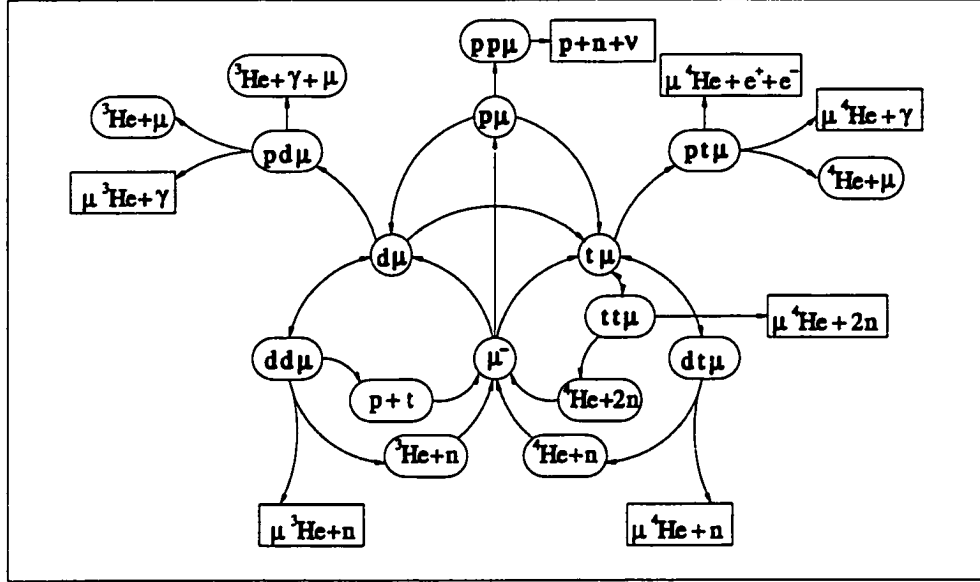 ppμ
p+n+ν
³He+γ+μ
μ ⁴He+e⁺+e⁻
³He+μ
pμ
μ ⁴He+γ
pdμ
ptμ
⁴He+μ
μ ³He+γ
dμ
tμ
ttμ
μ ⁴He+2n
ddμ
μ⁻
dtμ
p+t
⁴He+2n
³He+n
⁴He+n
μ ³He+n
μ ⁴He+n